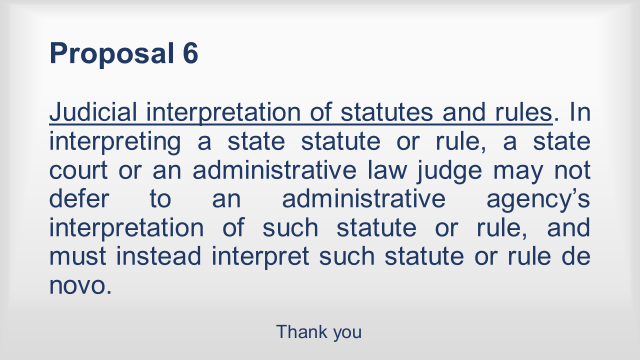 Proposal 6
Judicial interpretation of statutes and rules. In
interpreting a state statute or rule, a state
court or an administrative law judge may not
defer to an administrative agency’s
interpretation of such statute or rule, and
must instead interpret such statute or rule de
novo.
Thank you